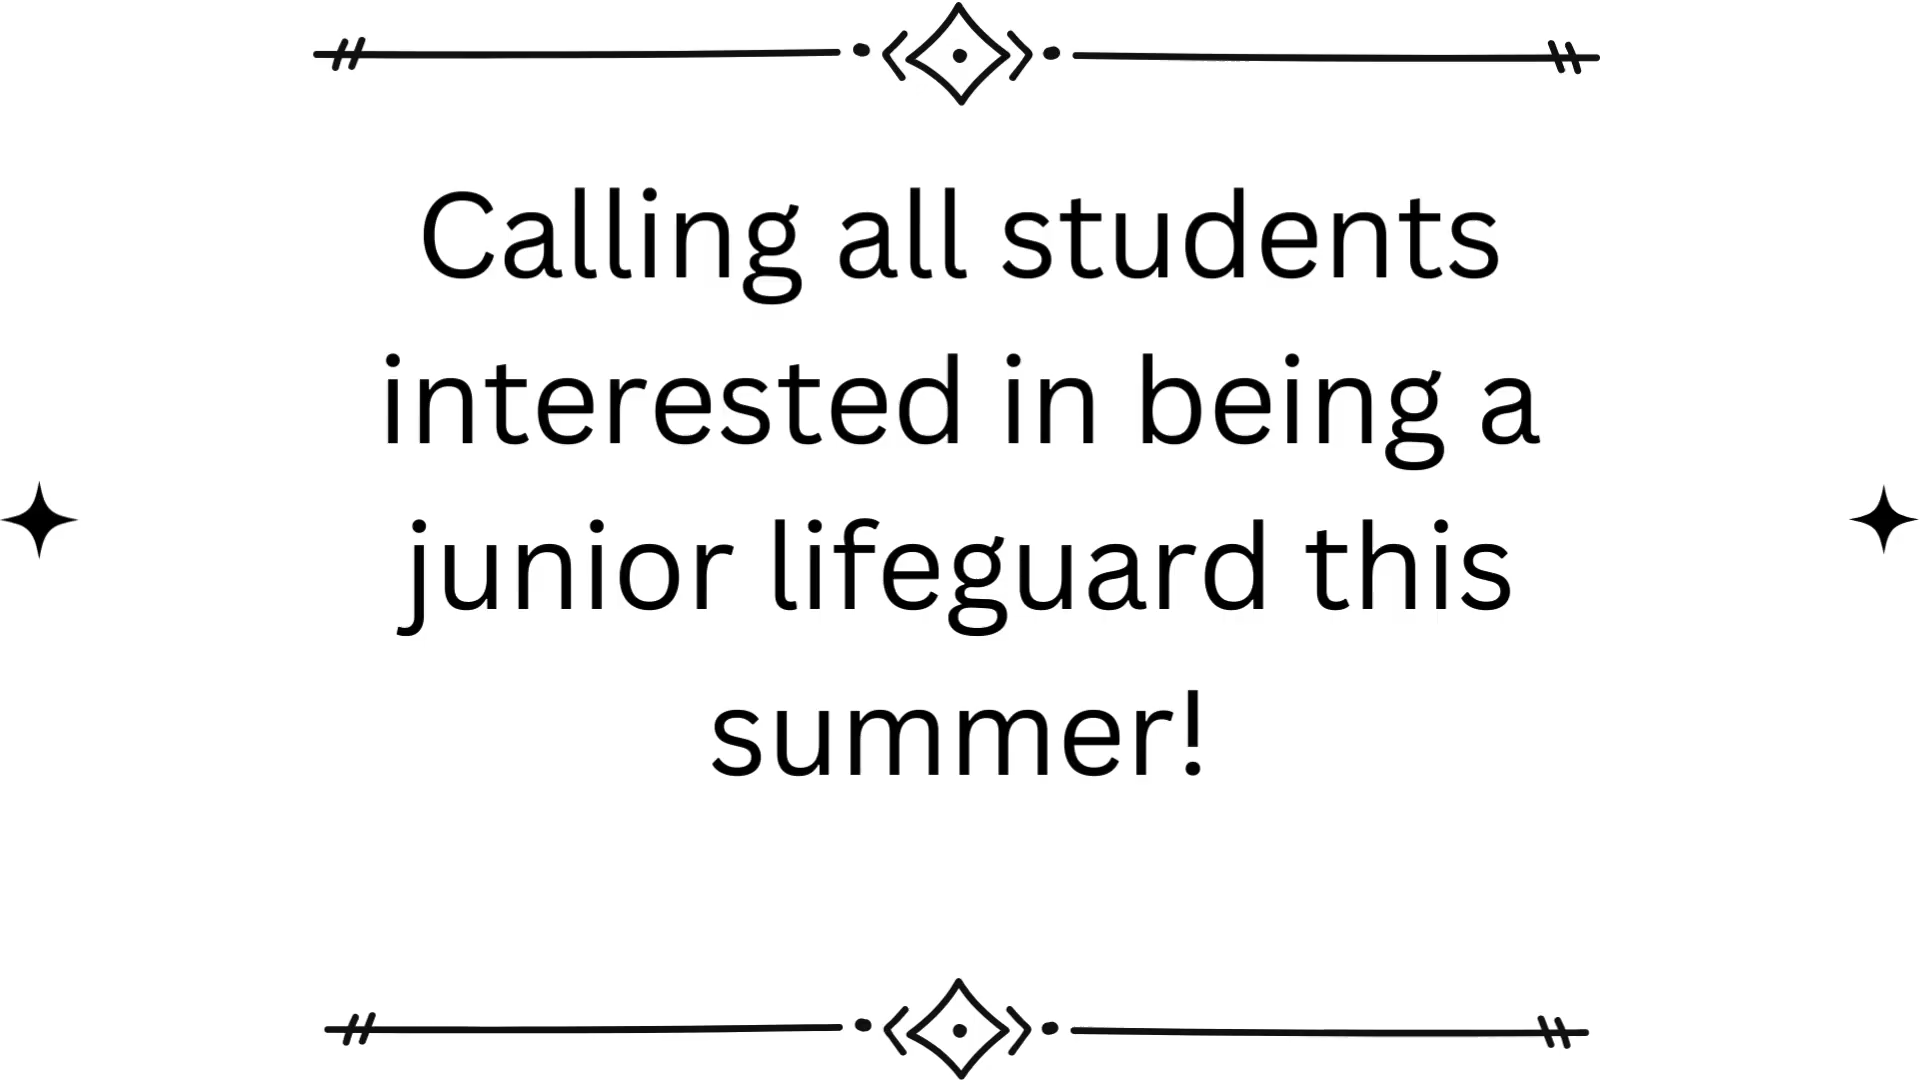 Calling all students
interested in being a
junior lifeguard this
summer!